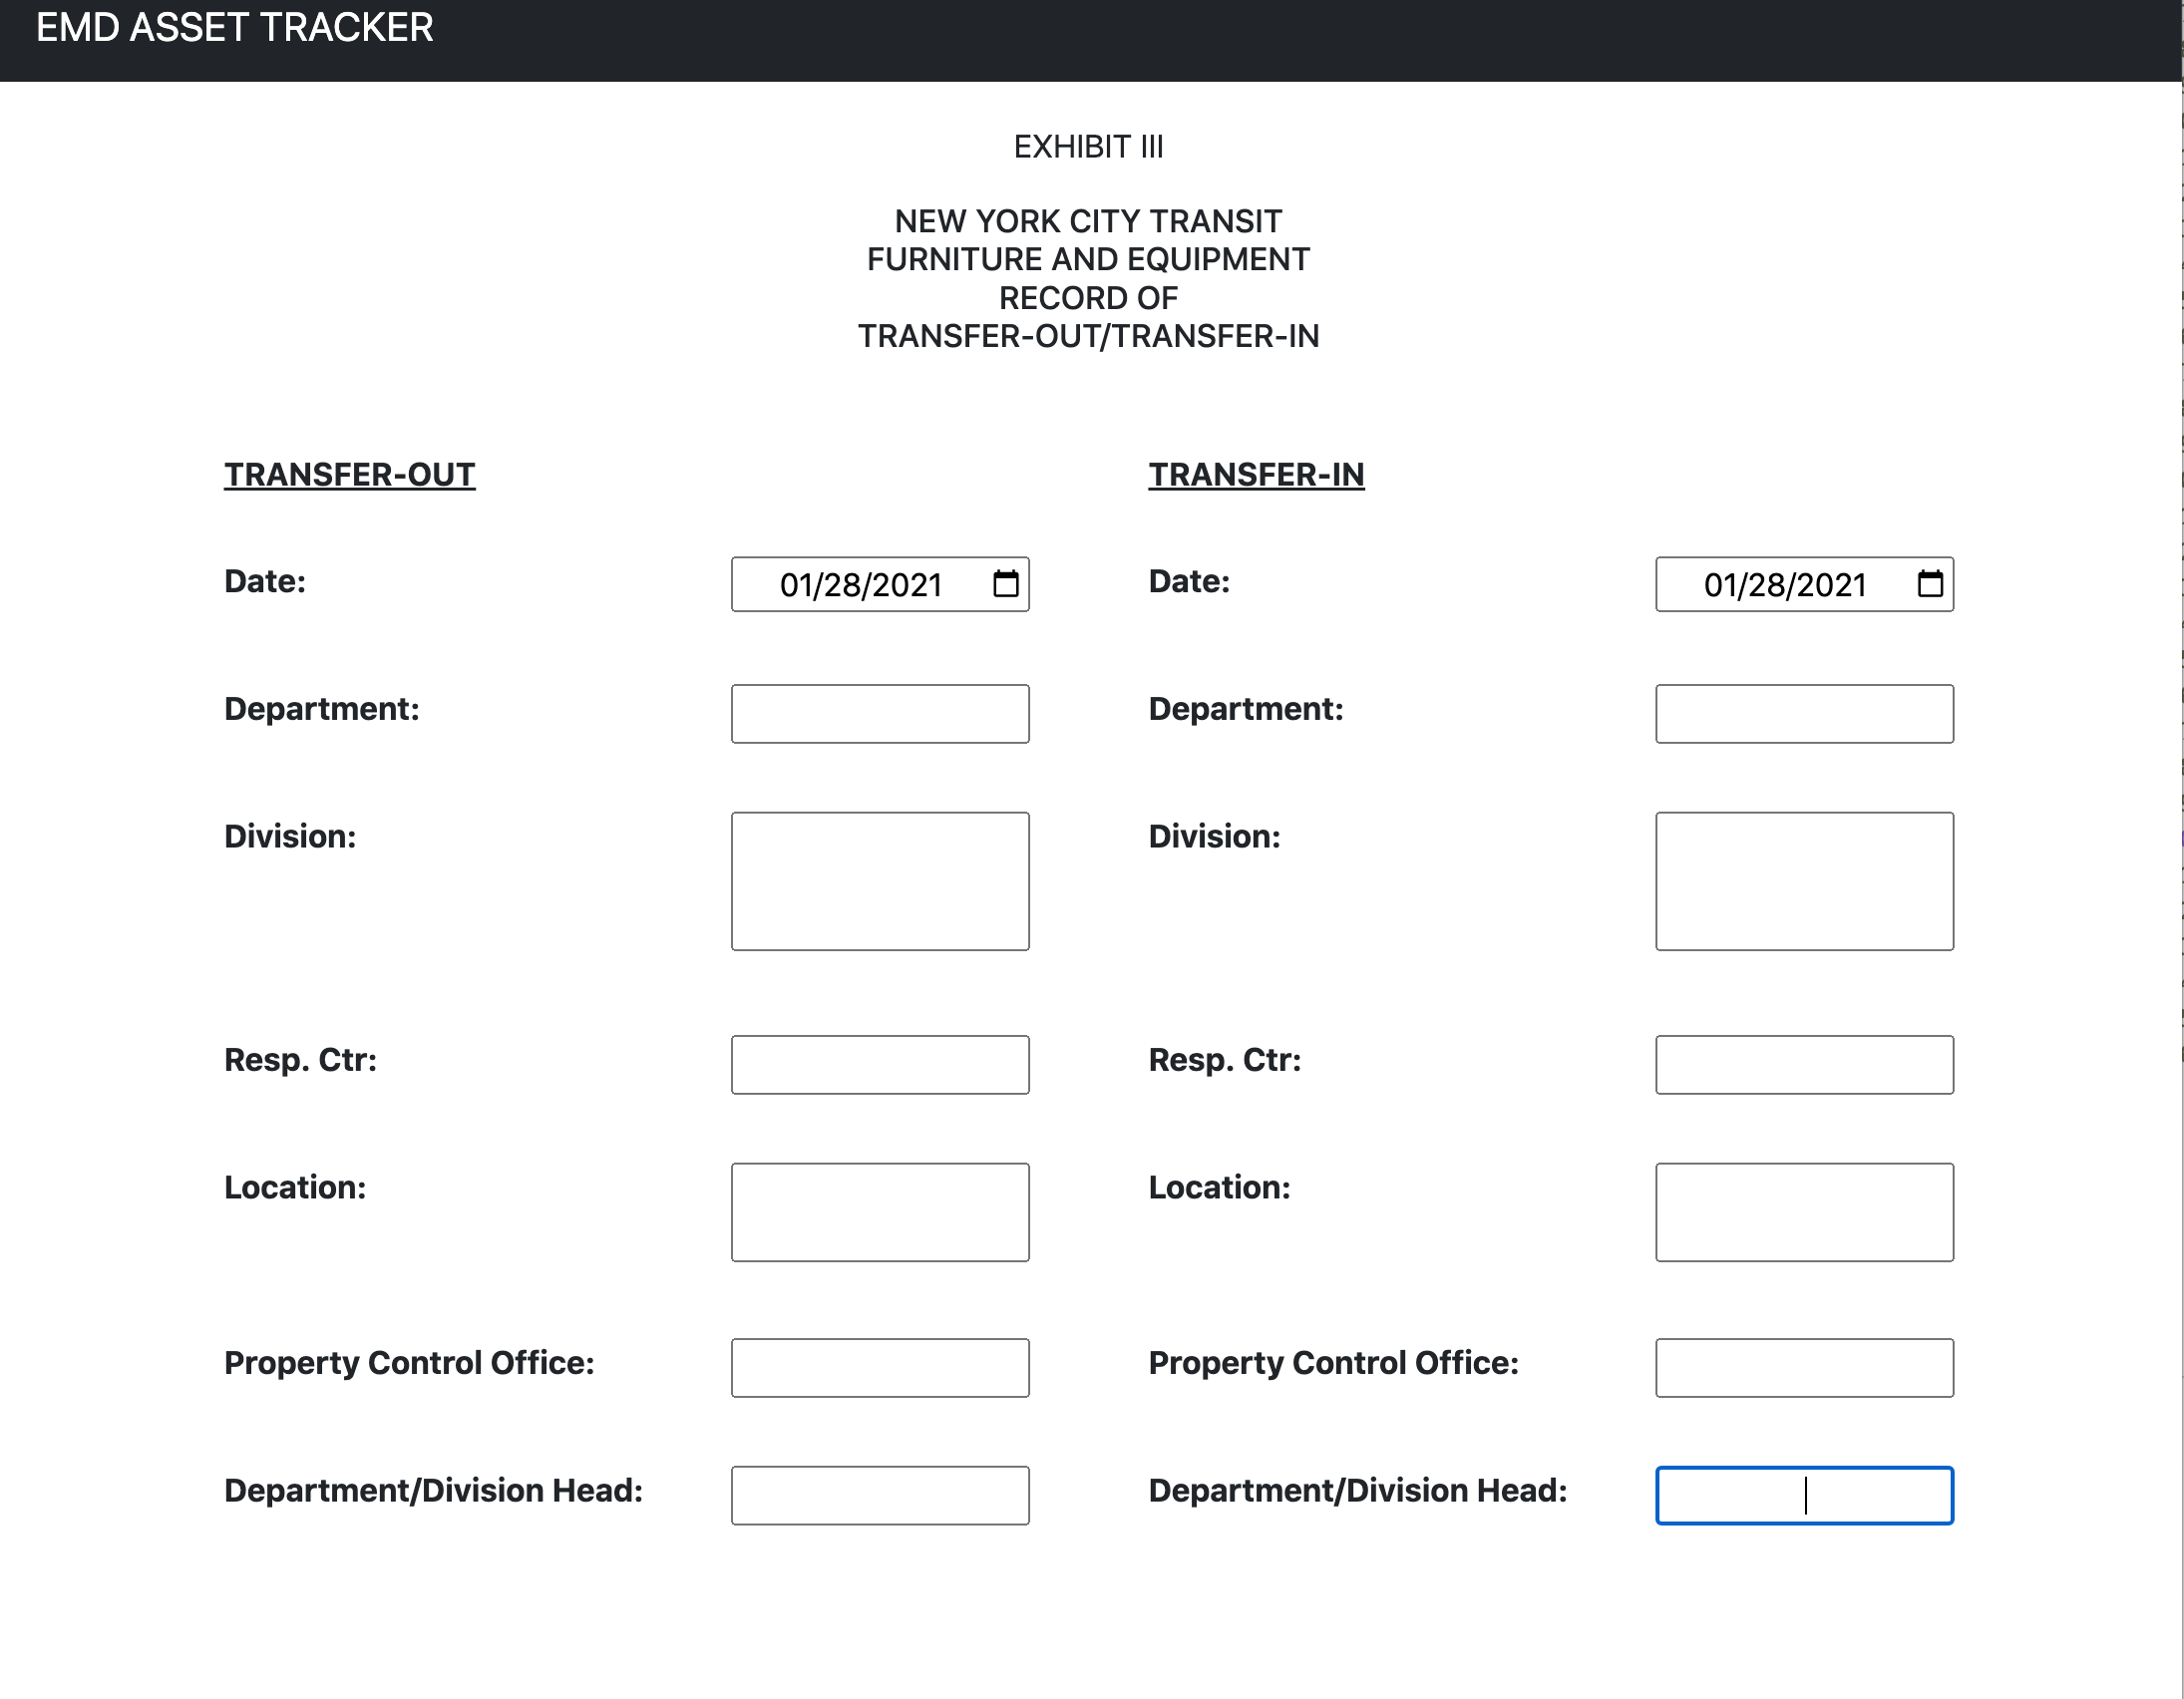 EMD ASSET TRACKER
EXHIBIT III
NEW YORK CITY TRANSIT
FURNITURE AND EQUIPMENT
RECORD OF
TRANSFER-OUT/TRANSFER-IN
TRANSFER-OUT
Date: 01/28/2021
Department:
Division:
Resp. Ctr:
Location:
Property Control Office:
Department/Division Head:
TRANSFER-IN
Date: 01/28/2021
Department:
Division:
Resp. Ctr:
Location:
Property Control Office:
Department/Division Head: